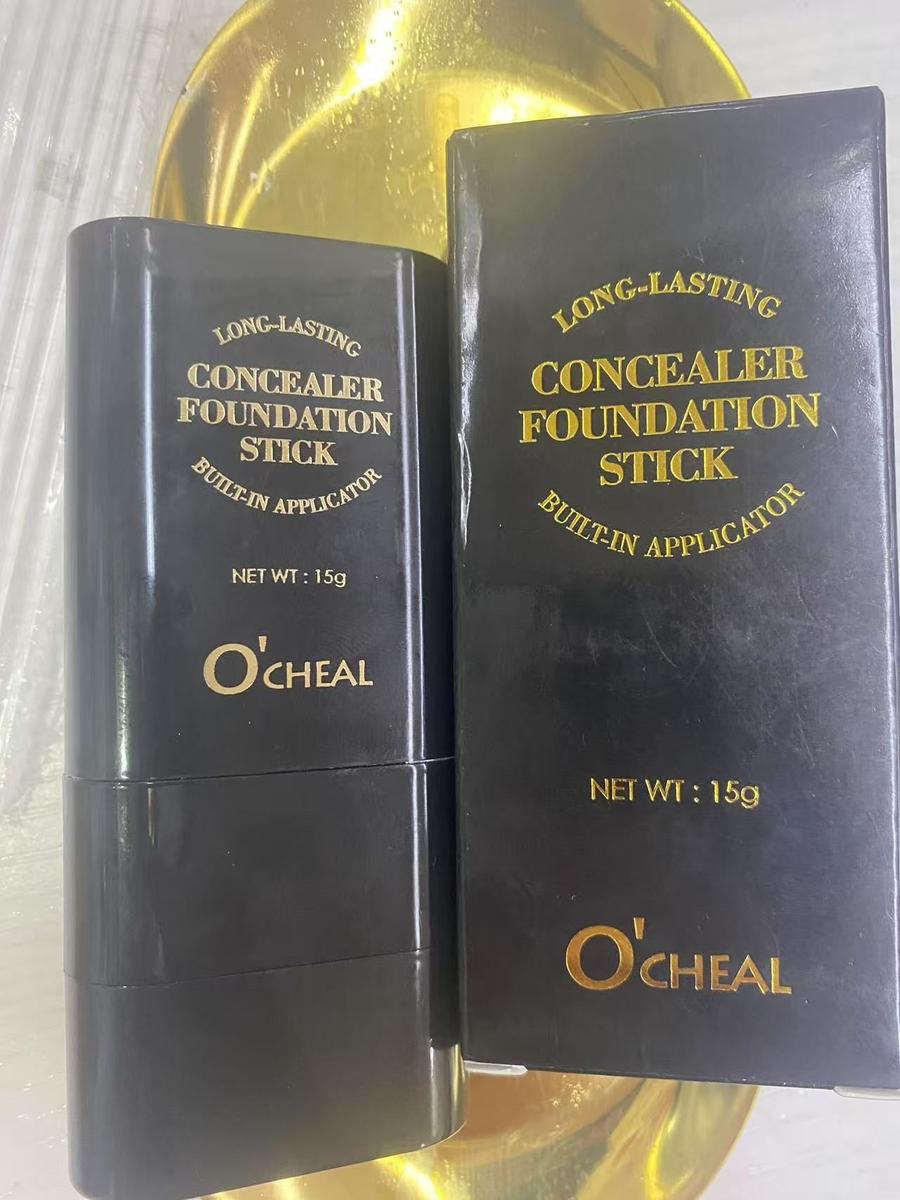 LONG-LASTING
CONCEALER
FOUNDATION
STICK
BUILT-IN APPLICATOR
NET WT : 15g
O'CHEAL
LONG-LASTING
CONCEALER
FOUNDATION
STICK
BUILT-IN APPLICATOR
NET WT : 15g
O'CHEAL